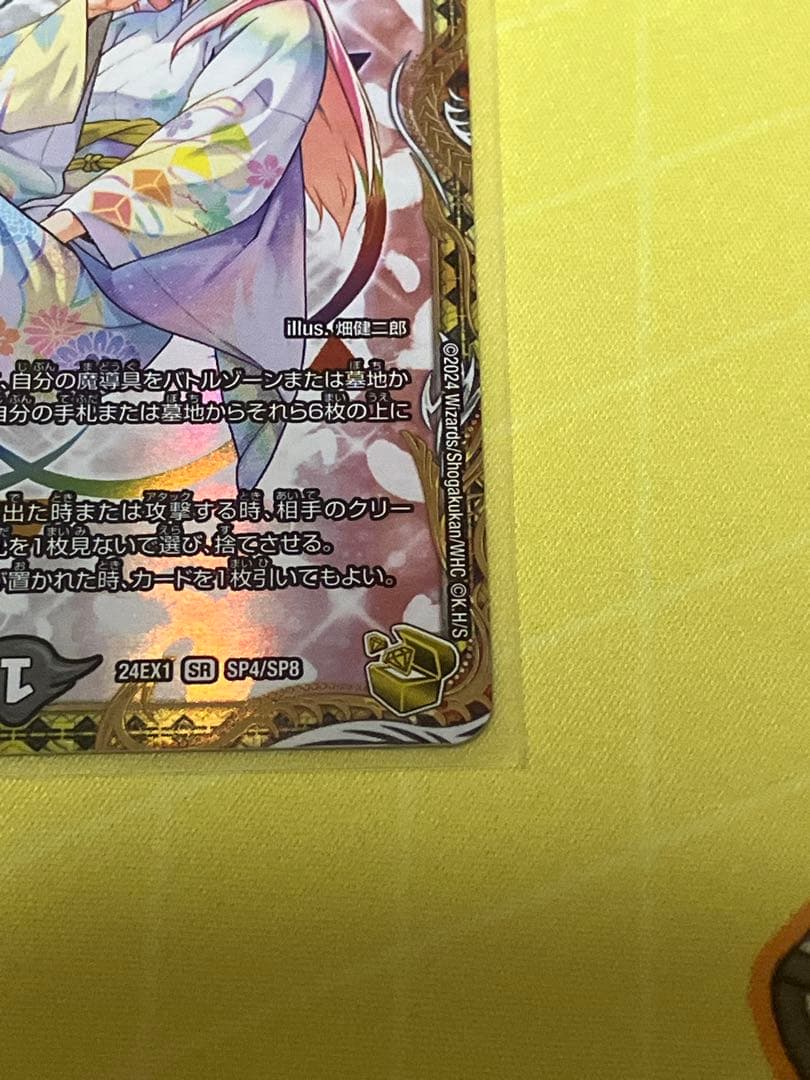 illus. 畑健二郎
、自分の魔導具をバトルゾーンまたは墓地か
自分の手札または墓地からそれら6枚の上に
出た時または攻撃する時、相手のクリー
を1枚見ないで選び、捨てさせる。
置かれた時、カードを1枚引いてもよい。
1
24EX1 SR SP4/SP8
©2024 Wizards/Shogakukan/WHC ©K.H/S